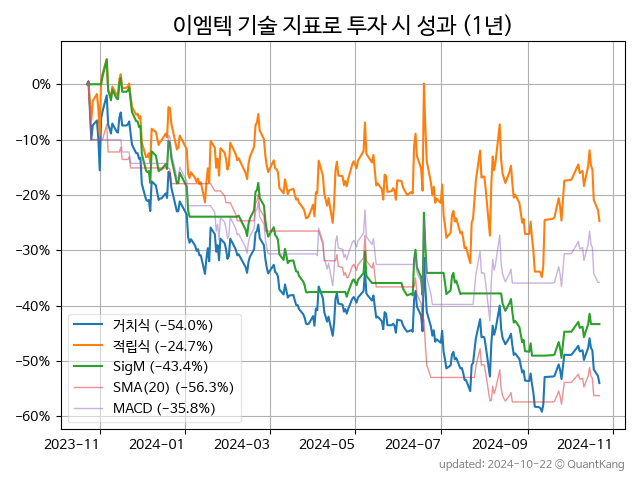 이엠텍 기술 지표로 투자 시 성과 (1년)
0%
−10%
−20%
−30%
−40%
−50%
−60%
거치식 (−54.0%)
적립식 (−24.7%)
SigM (−43.4%)
SMA(20) (−56.3%)
MACD (−35.8%)
2023-11 2024-01 2024-03 2024-05 2024-07 2024-09 2024-11
updated: 2024-10-22 © QuantKang